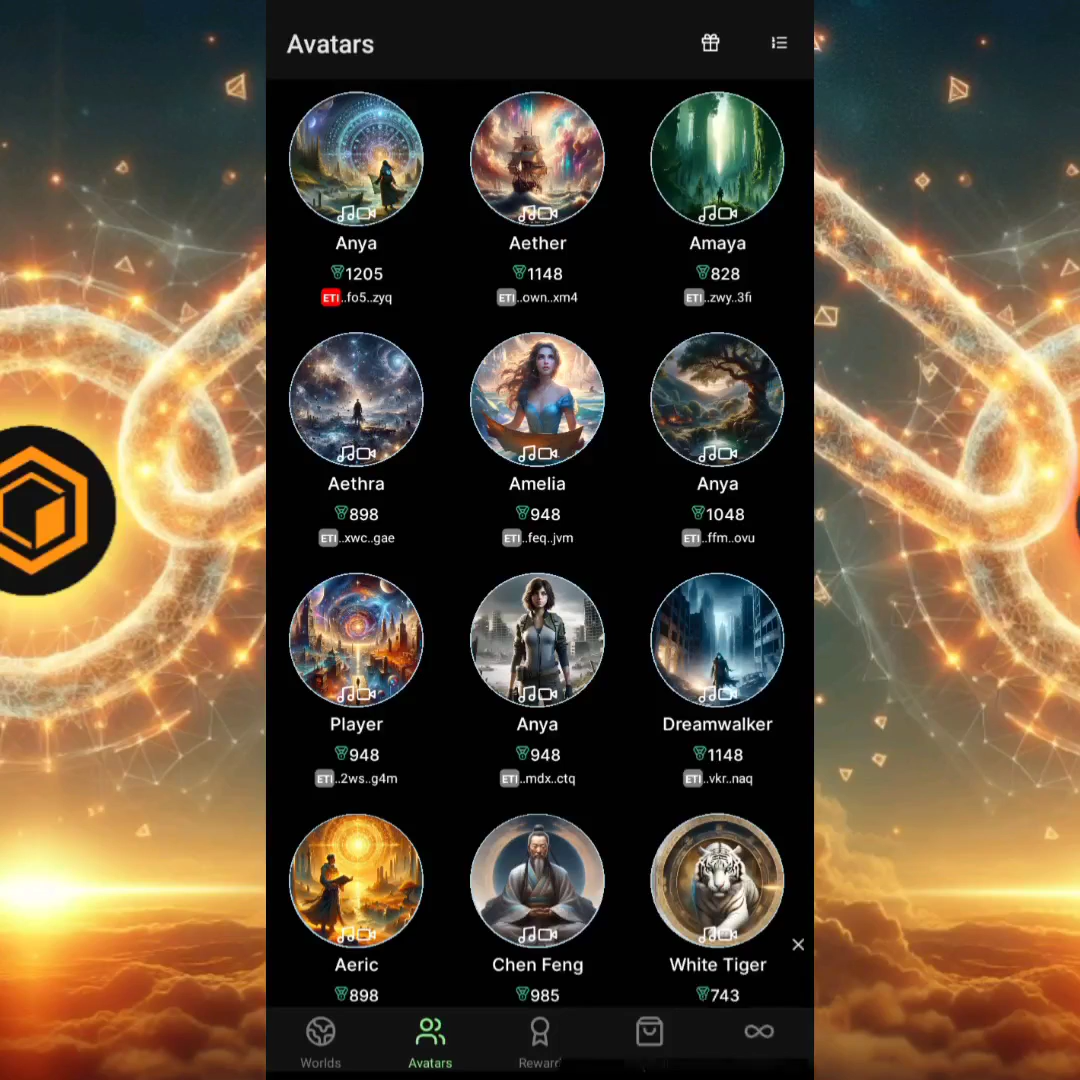 Avatars
Anya Aether Amaya
1205 1148 828
ETI ..fo5..zyq ETI ..own..xm4 ETI ..zwy..3fi
Aethra Amelia Anya
898 948 1048
ETI ..xwc..gae ETI ..feq..jvm ETI ..ffm..ovu
Player Anya Dreamwalker
948 948 1148
ETI ..2ws..g4m ETI ..mdx..ctq ETI ..vkr..naq
Aeric Chen Feng White Tiger
898 985 743
Worlds Avatars Rewar